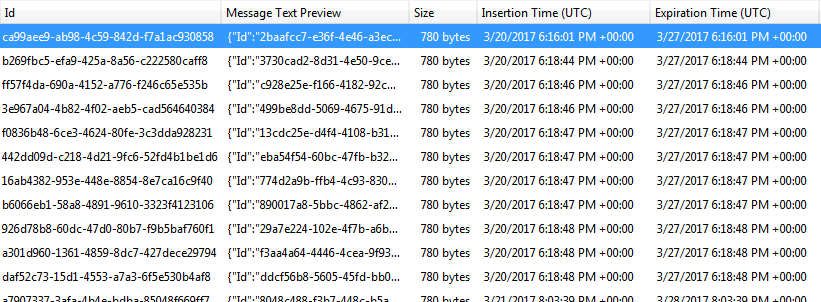 Id Message Text Preview Size Insertion Time (UTC) Expiration Time (UTC)
ca99aee9-ab98-4c59-842d-f7a1ac930858 {"Id":"2baafcc7-e36f-4e46-a3ec... 780 bytes 3/20/2017 6:16:01 PM +00:00 3/27/2017 6:16:01 PM +00:00
b269fbc5-efa9-425a-8a56-c222580caff8 {"Id":"3730cad2-8d31-4e50-9ce... 780 bytes 3/20/2017 6:18:44 PM +00:00 3/27/2017 6:18:44 PM +00:00
ff57f4da-690a-4152-a776-f246c65e535b {"Id":"c928e25e-f166-4182-92c... 780 bytes 3/20/2017 6:18:46 PM +00:00 3/27/2017 6:18:46 PM +00:00
3e967a04-4b82-4f02-aeb5-cad564640384 {"Id":"499be8dd-5069-4675-91d... 780 bytes 3/20/2017 6:18:46 PM +00:00 3/27/2017 6:18:46 PM +00:00
f0836b48-6ce3-4624-80fe-3c3dda928231 {"Id":"13cdc25e-d4f4-4108-b31... 780 bytes 3/20/2017 6:18:47 PM +00:00 3/27/2017 6:18:47 PM +00:00
442dd09d-c218-4d21-9fc6-52fd4b1be1d6 {"Id":"eba54f54-60bc-47fb-b32... 780 bytes 3/20/2017 6:18:47 PM +00:00 3/27/2017 6:18:47 PM +00:00
16ab4382-953e-448e-8854-8e7ca16c9f40 {"Id":"774d2a9b-ffb4-4c93-830... 780 bytes 3/20/2017 6:18:47 PM +00:00 3/27/2017 6:18:47 PM +00:00
b6066eb1-58a8-4891-9610-3323f4123106 {"Id":"890017a8-5bbc-4862-af2... 780 bytes 3/20/2017 6:18:47 PM +00:00 3/27/2017 6:18:47 PM +00:00
926d78b8-60dc-47d0-80b7-f9b5baf760f1 {"Id":"29a7e224-102e-4f7b-a6b... 780 bytes 3/20/2017 6:18:48 PM +00:00 3/27/2017 6:18:48 PM +00:00
a301d960-1361-4859-8dc7-427dece29794 {"Id":"f3aa4a64-4446-4cea-9f93... 780 bytes 3/20/2017 6:18:48 PM +00:00 3/27/2017 6:18:48 PM +00:00
daf52c73-15d1-4553-a7a3-6f5e530b4af8 {"Id":"ddcf56b8-5605-45fd-bb0... 780 bytes 3/20/2017 6:18:48 PM +00:00 3/27/2017 6:18:48 PM +00:00
a7907337-3afa-4b4e-bdba-85048f669ff7 {"Id":"8048c488-f3b7-448c-b5a... 780 bytes 3/21/2017 8:03:39 PM +00:00 3/28/2017 8:03:39 PM +00:00